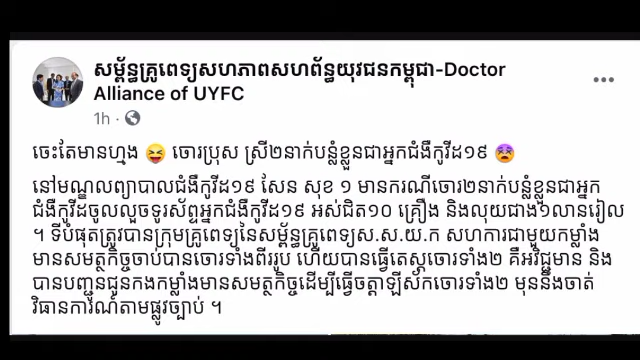 សម្ព័ន្ធគ្រូពេទ្យសហភាពសហព័ន្ធយុវជនកម្ពុជា-Doctor
Alliance of UYFC
1h ·
ចេះតែមានហ្មង 😝 ចោរប្រុស ស្រី២នាក់បន្លំខ្លួនជាអ្នកជំងឺកូវីដ១៩ 😨
នៅមណ្ឌលព្យាបាលជំងឺកូវីដ១៩ សែន សុខ ១ មានករណីចោរ២នាក់បន្លំខ្លួនជាអ្នក
ជំងឺកូវីដចូលលួចទូរស័ព្ទអ្នកជំងឺកូវីដ១៩ អស់ជិត១០ គ្រឿង និងលុយជាង១លានរៀល
។ ទីបំផុតត្រូវបានក្រុមគ្រូពេទ្យនៃសម្ព័ន្ធគ្រូពេទ្យស.ស.យ.ក សហការជាមួយកម្លាំង
មានសមត្ថកិច្ចចាប់បានចោរទាំងពីររូប ហើយបានធ្វើតេស្តចោរទាំង២ គឺអវិជ្ជមាន និង
បានបញ្ជូនជូនកងកម្លាំងមានសមត្ថកិច្ចដើម្បីធ្វើចត្តាឡីស័កចោរទាំង២ មុននឹងចាត់
វិធានការណ៍តាមផ្លូវច្បាប់ ។